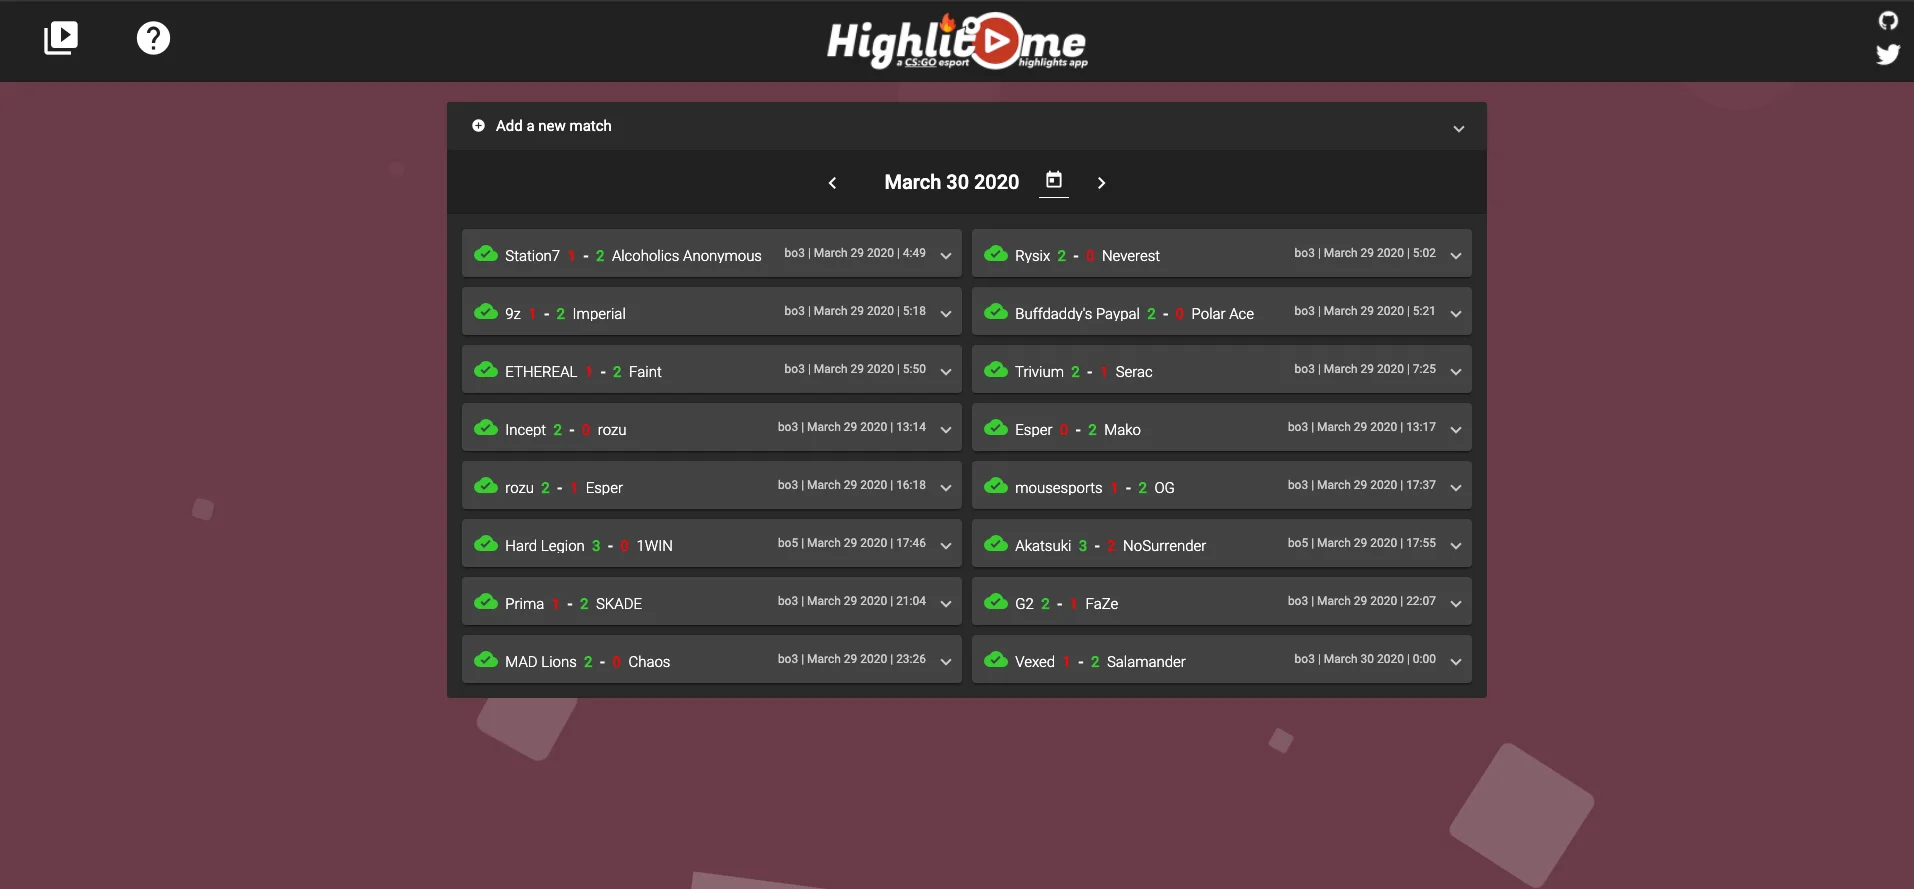 Highlit me
a CS:GO esport highlights app
Add a new match
March 30 2020
Station7 1 - 2 Alcoholics Anonymous bo3 | March 29 2020 | 4:49
Rysix 2 - 0 Neverest bo3 | March 29 2020 | 5:02
9z 1 - 2 Imperial bo3 | March 29 2020 | 5:18
Buffdaddy's Paypal 2 - 0 Polar Ace bo3 | March 29 2020 | 5:21
ETHEREAL 1 - 2 Faint bo3 | March 29 2020 | 5:50
Trivium 2 - 1 Serac bo3 | March 29 2020 | 7:25
Incept 2 - 0 rozu bo3 | March 29 2020 | 13:14
Esper 0 - 2 Mako bo3 | March 29 2020 | 13:17
rozu 2 - 1 Esper bo3 | March 29 2020 | 16:18
mousesports 1 - 2 OG bo3 | March 29 2020 | 17:37
Hard Legion 3 - 0 1WIN bo5 | March 29 2020 | 17:46
Akatsuki 3 - 2 NoSurrender bo5 | March 29 2020 | 17:55
Prima 1 - 2 SKADE bo3 | March 29 2020 | 21:04
G2 2 - 1 FaZe bo3 | March 29 2020 | 22:07
MAD Lions 2 - 0 Chaos bo3 | March 29 2020 | 23:26
Vexed 1 - 2 Salamander bo3 | March 30 2020 | 0:00